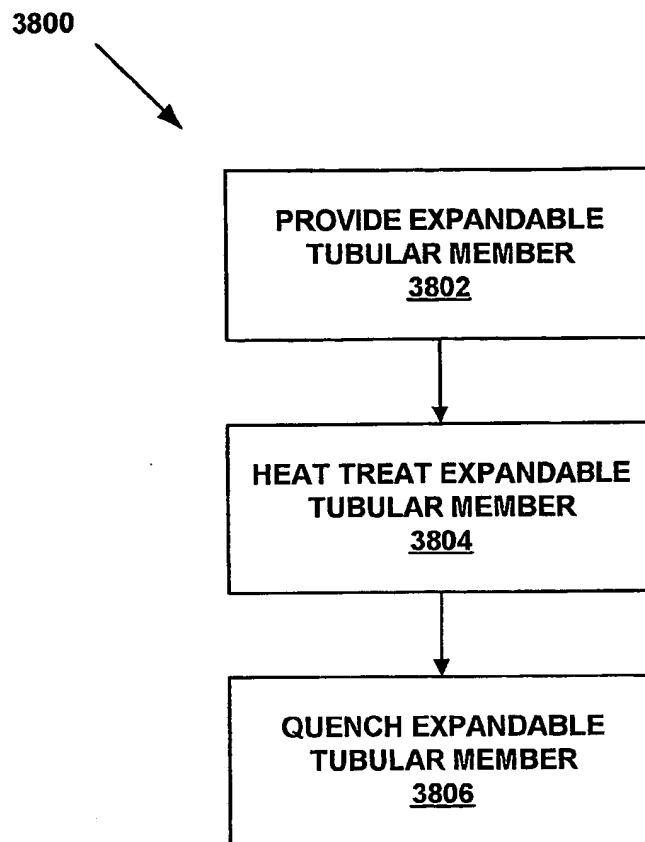 3800
PROVIDE EXPANDABLE
TUBULAR MEMBER
3802
HEAT TREAT EXPANDABLE
TUBULAR MEMBER
3804
QUENCH EXPANDABLE
TUBULAR MEMBER
3806